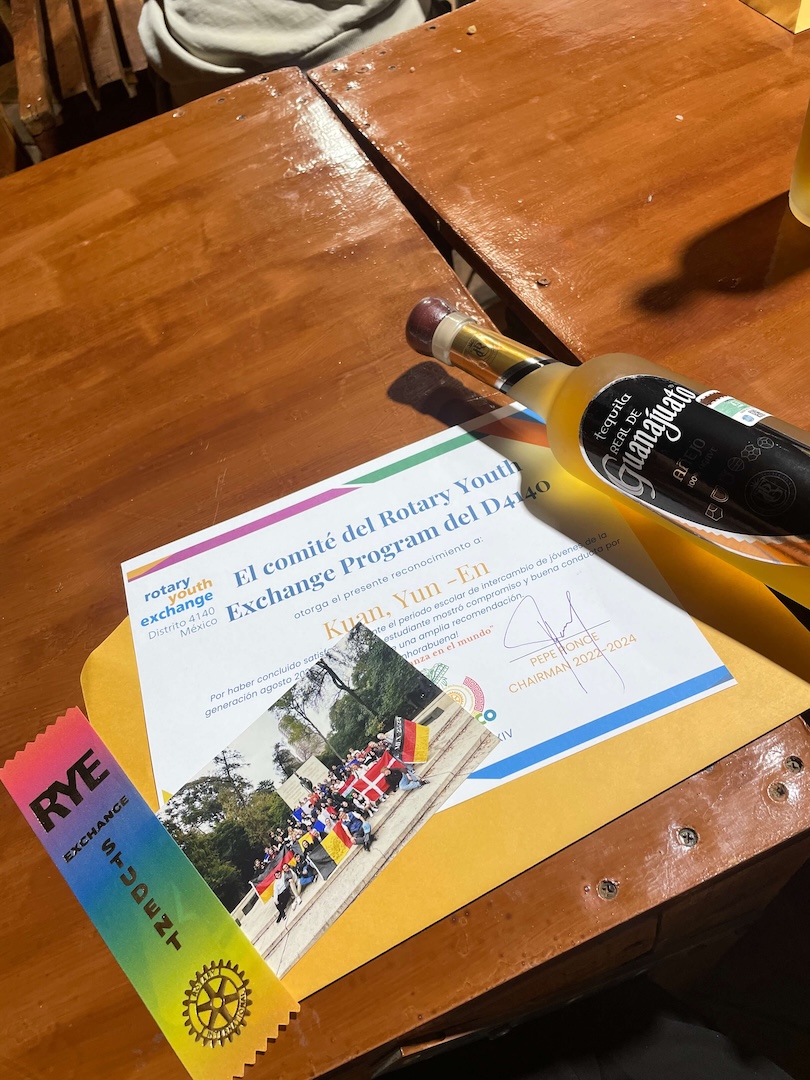 rotary
youth
exchange
Distrito 4140
México
El comité del Rotary Youth
Exchange Program del D4140
otorga el presente reconocimiento a:
Kuan, Yun -En
Por haber concluido el periodo escolar de intercambio de jóvenes de la
generación agosto estudiante mostró compromiso y buena conducta por
una amplia recomendación.
en el mundo"
PEPE PONCE
CHAIRMAN 2022-2024
RYE
EXCHANGE
STUDENT
ROTARY
INTERNATIONAL
tequila
REAL DE
Guanajuato
AÑEJO